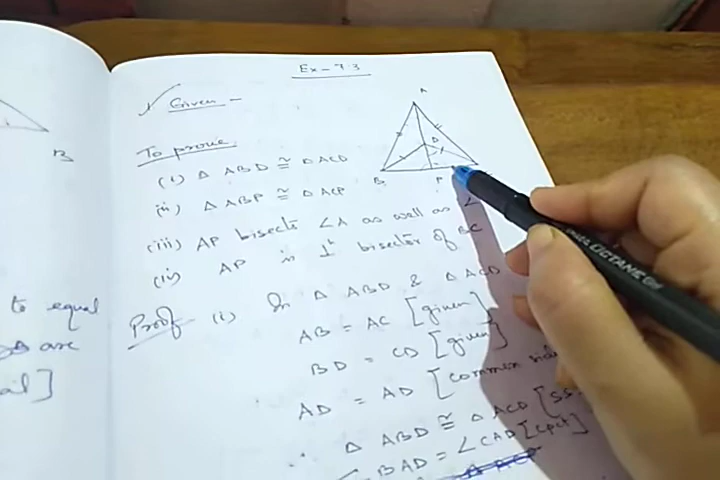 Ex-7.3
Given -
A
D
B
P
To prove
(i) Δ ABD ≅ Δ ACD
(ii) Δ ABP ≅ Δ ACP
(iii) AP bisects ∠A as well as ∠
(iv) AP is ⊥ʳ bisector of BC
Proof (i) In Δ ABD & Δ ACD
AB = AC [given]
BD = CD [given]
AD = AD [common
∴ Δ ABD ≅ Δ ACD [SS
BAD = ∠CAD [cpct]
B
to equal
are
OCTANE